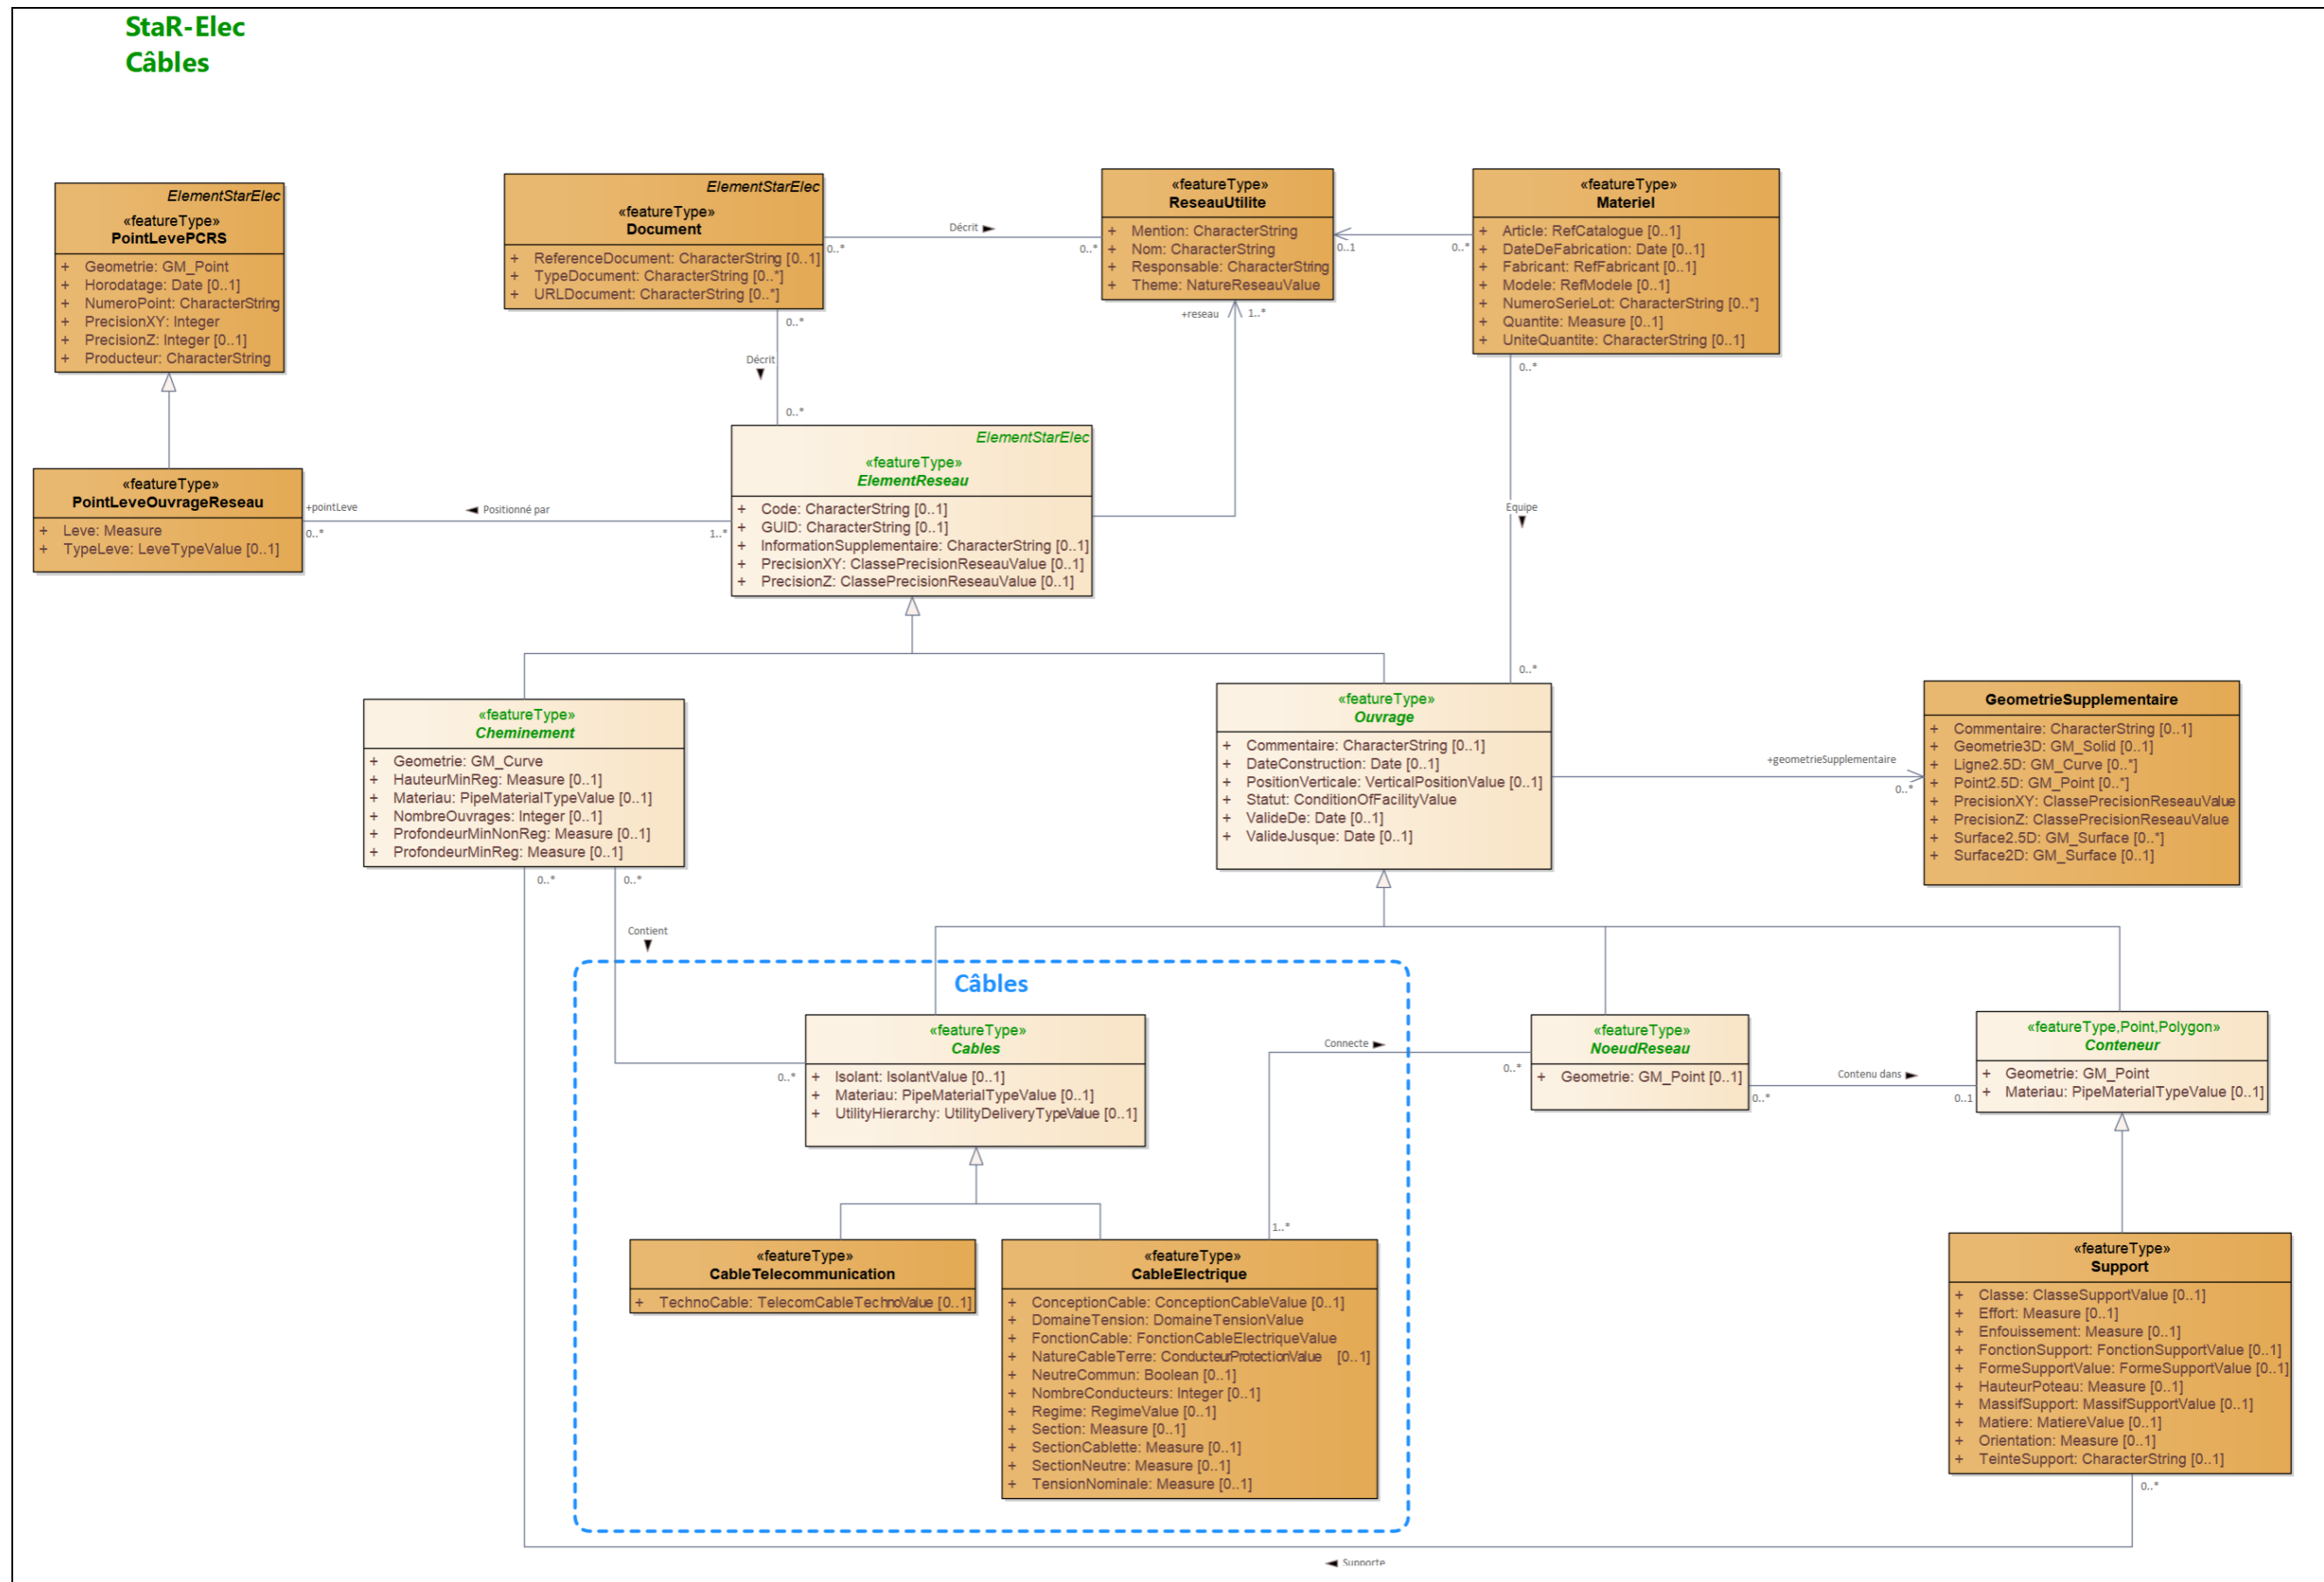 StaR-Elec
Câbles
ElementStarElec
«featureType»
PointLevePCRS
+ Geometrie: GM_Point
+ Horodatage: Date [0..1]
+ NumeroPoint: CharacterString
+ PrecisionXY: Integer
+ PrecisionZ: Integer [0..1]
+ Producteur: CharacterString
ElementStarElec
«featureType»
Document
+ ReferenceDocument: CharacterString [0..1]
+ TypeDocument: CharacterString [0..*]
+ URLDocument: CharacterString [0..*]
Décrit ►
0..*
0..*
«featureType»
ReseauUtilite
+ Mention: CharacterString
+ Nom: CharacterString
+ Responsable: CharacterString
+ Theme: NatureReseauValue
0..1
0..*
«featureType»
Materiel
+ Article: RefCatalogue [0..1]
+ DateDeFabrication: Date [0..1]
+ Fabricant: RefFabricant [0..1]
+ Modele: RefModele [0..1]
+ NumeroSerieLot: CharacterString [0..*]
+ Quantite: Measure [0..1]
+ UniteQuantite: CharacterString [0..1]
0..*
Décrit
▼
0..*
+reseau
1..*
0..*
Equipe
▼
0..*
ElementStarElec
«featureType»
ElementReseau
+ Code: CharacterString [0..1]
+ GUID: CharacterString [0..1]
+ InformationSupplementaire: CharacterString [0..1]
+ PrecisionXY: ClassePrecisionReseauValue [0..1]
+ PrecisionZ: ClassePrecisionReseauValue [0..1]
«featureType»
PointLeveOuvrageReseau
+ Leve: Measure
+ TypeLeve: LeveTypeValue [0..1]
+pointLeve
0..*
◄ Positionné par
1..*
«featureType»
Cheminement
+ Geometrie: GM_Curve
+ HauteurMinReg: Measure [0..1]
+ Materiau: PipeMaterialTypeValue [0..1]
+ NombreOuvrages: Integer [0..1]
+ ProfondeurMinNonReg: Measure [0..1]
+ ProfondeurMinReg: Measure [0..1]
0..*
0..*
«featureType»
Ouvrage
+ Commentaire: CharacterString [0..1]
+ DateConstruction: Date [0..1]
+ PositionVerticale: VerticalPositionValue [0..1]
+ Statut: ConditionOfFacilityValue
+ ValideDe: Date [0..1]
+ ValideJusque: Date [0..1]
+geometrieSupplementaire
0..*
GeometrieSupplementaire
+ Commentaire: CharacterString [0..1]
+ Geometrie3D: GM_Solid [0..1]
+ Ligne2.5D: GM_Curve [0..*]
+ Point2.5D: GM_Point [0..*]
+ PrecisionXY: ClassePrecisionReseauValue
+ PrecisionZ: ClassePrecisionReseauValue
+ Surface2.5D: GM_Surface [0..*]
+ Surface2D: GM_Surface [0..1]
Contient
▼
0..*
Câbles
«featureType»
Cables
+ Isolant: IsolantValue [0..1]
+ Materiau: PipeMaterialTypeValue [0..1]
+ UtilityHierarchy: UtilityDeliveryTypeValue [0..1]
Connecte ►
0..*
1..*
«featureType»
NoeudReseau
+ Geometrie: GM_Point [0..1]
Contenu dans ►
0..*
0..1
«featureType,Point,Polygon»
Conteneur
+ Geometrie: GM_Point
+ Materiau: PipeMaterialTypeValue [0..1]
«featureType»
CableTelecommunication
+ TechnoCable: TelecomCableTechnoValue [0..1]
«featureType»
CableElectrique
+ ConceptionCable: ConceptionCableValue [0..1]
+ DomaineTension: DomaineTensionValue
+ FonctionCable: FonctionCableElectriqueValue
+ NatureCableTerre: ConducteurProtectionValue [0..1]
+ NeutreCommun: Boolean [0..1]
+ NombreConducteurs: Integer [0..1]
+ Regime: RegimeValue [0..1]
+ Section: Measure [0..1]
+ SectionCablette: Measure [0..1]
+ SectionNeutre: Measure [0..1]
+ TensionNominale: Measure [0..1]
«featureType»
Support
+ Classe: ClasseSupportValue [0..1]
+ Effort: Measure [0..1]
+ Enfouissement: Measure [0..1]
+ FonctionSupport: FonctionSupportValue [0..1]
+ FormeSupportValue: FormeSupportValue [0..1]
+ HauteurPoteau: Measure [0..1]
+ MassifSupport: MassifSupportValue [0..1]
+ Matiere: MatiereValue [0..1]
+ Orientation: Measure [0..1]
+ TeinteSupport: CharacterString [0..1]
0..*
◄ Supporte